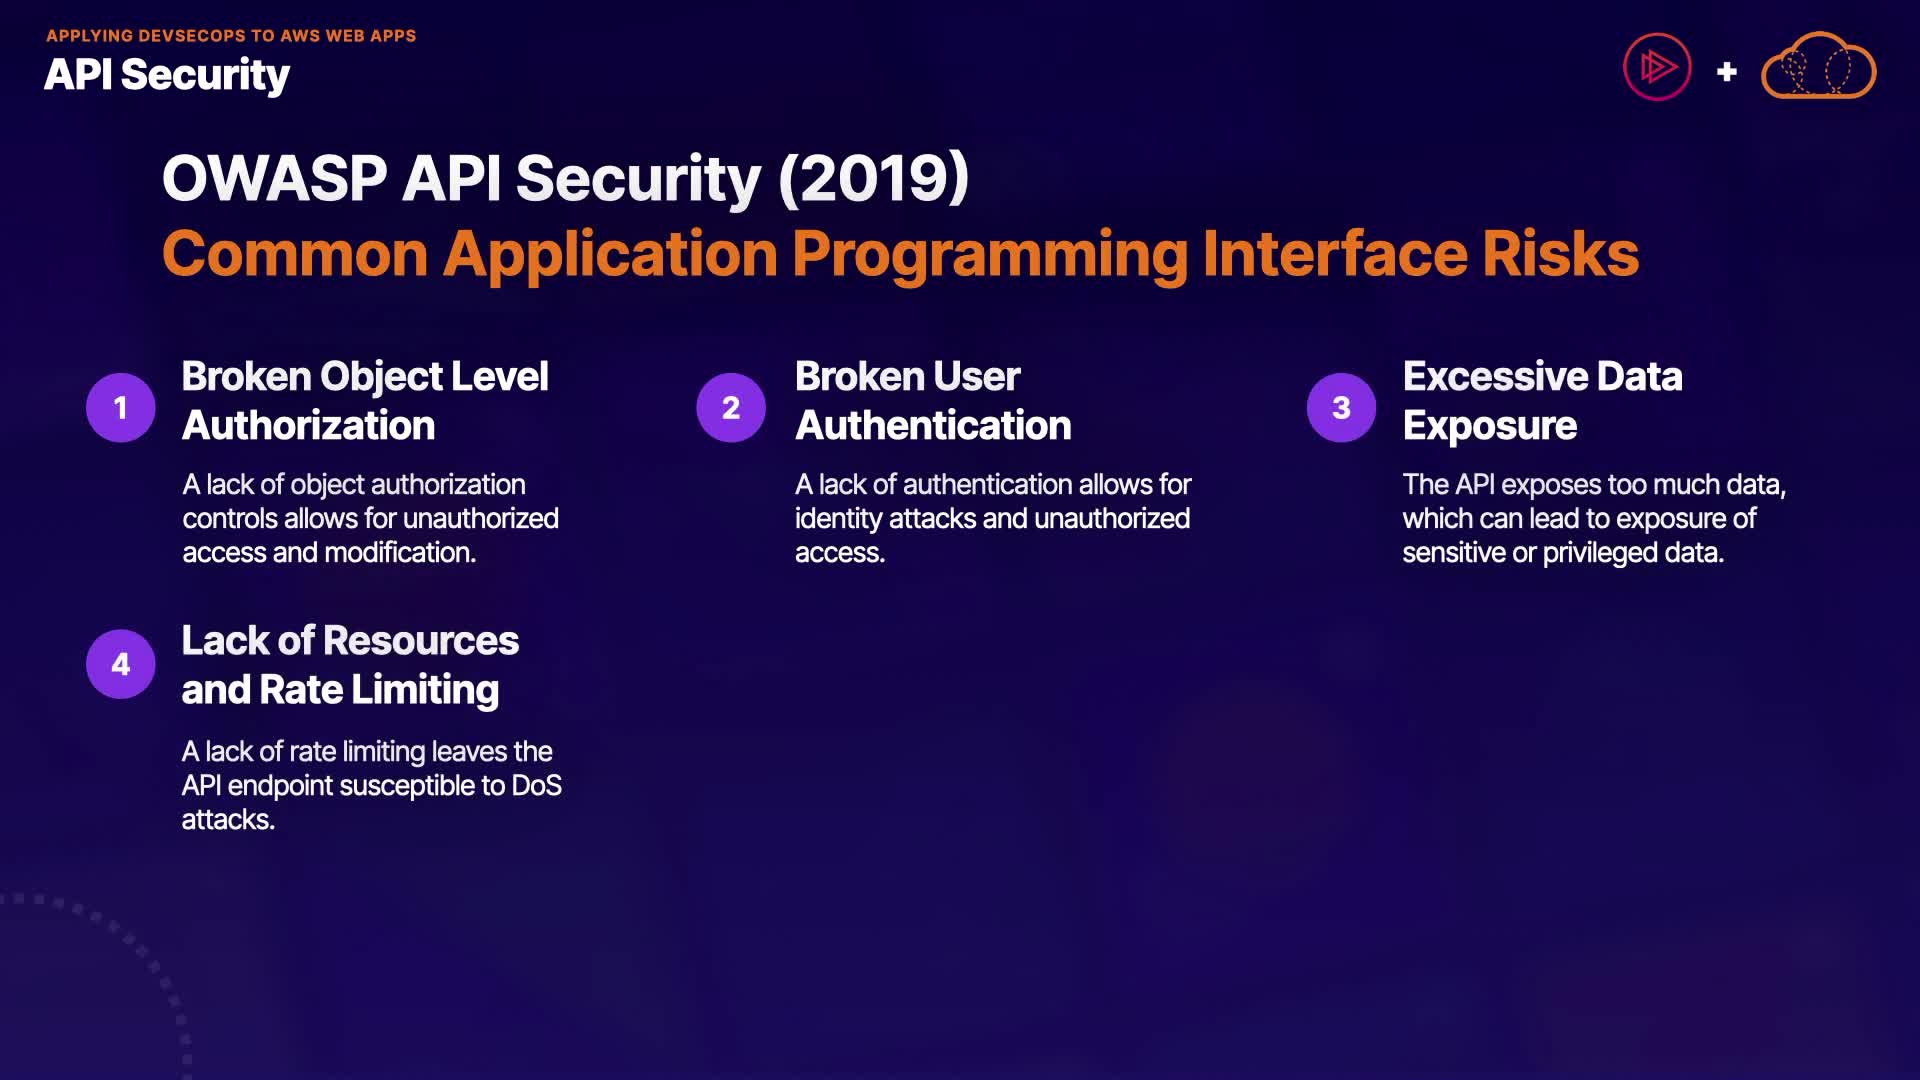 APPLYING DEVSECOPS TO AWS WEB APPS
API Security
OWASP API Security (2019)
Common Application Programming Interface Risks
1
Broken Object Level
Authorization
A lack of object authorization
controls allows for unauthorized
access and modification.
2
Broken User
Authentication
A lack of authentication allows for
identity attacks and unauthorized
access.
3
Excessive Data
Exposure
The API exposes too much data,
which can lead to exposure of
sensitive or privileged data.
4
Lack of Resources
and Rate Limiting
A lack of rate limiting leaves the
API endpoint susceptible to DoS
attacks.